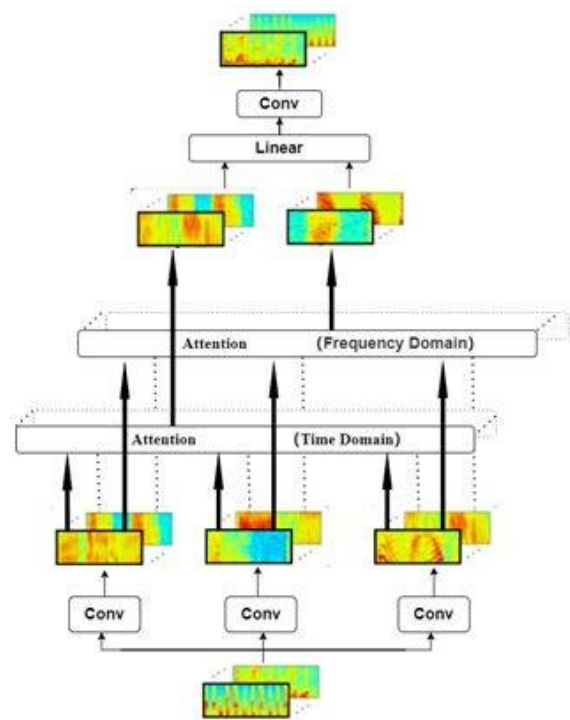 Conv
Linear
Attention (Frequency Domain)
Attention (Time Domain)
Conv Conv Conv